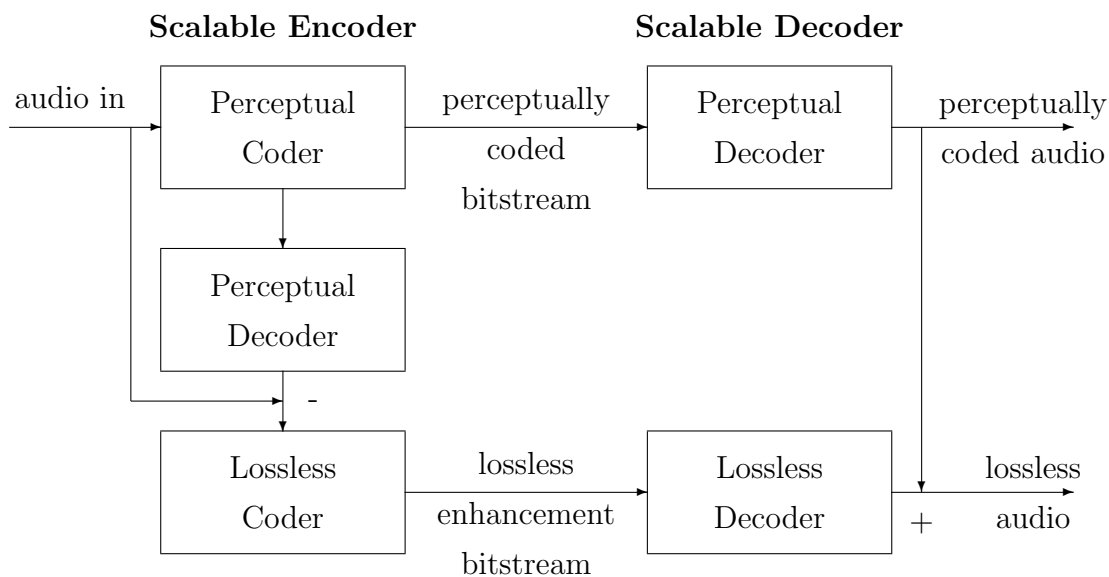 Scalable Encoder
Scalable Decoder
audio in
Perceptual
Coder
perceptually
coded
bitstream
Perceptual
Decoder
perceptually
coded audio
Perceptual
Decoder
-
Lossless
Coder
lossless
enhancement
bitstream
Lossless
Decoder
+
lossless
audio